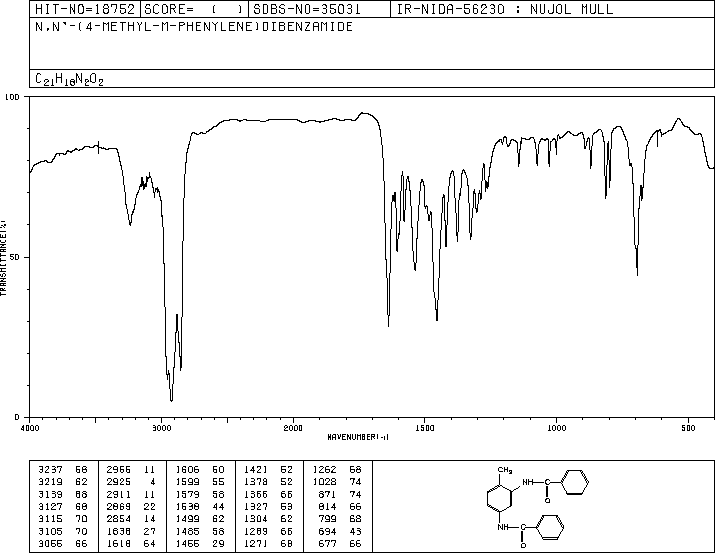 HIT-NO=18752 SCORE= ( ) SDBS-NO=35031 IR-NIDA-56230 : NUJOL MULL
N,N'-(4-METHYL-M-PHENYLENE)DIBENZAMIDE
C21H18N2O2
100
50
0
TRANSMITTANCE(%)
4000 3000 2000 1500 1000 500
WAVENUMBER(-1)
3237 68 2956 11 1606 50 1421 52 1262 68
3219 62 2925 4 1599 55 1378 52 1028 74
3139 68 2911 11 1579 58 1366 66 871 74
3127 68 2869 22 1538 44 1327 53 814 66
3115 70 2854 14 1499 62 1304 62 799 68
3105 70 1638 27 1485 58 1289 66 694 43
3055 66 1618 64 1455 29 1271 68 677 66
CH3
NH C
O
NH C
O